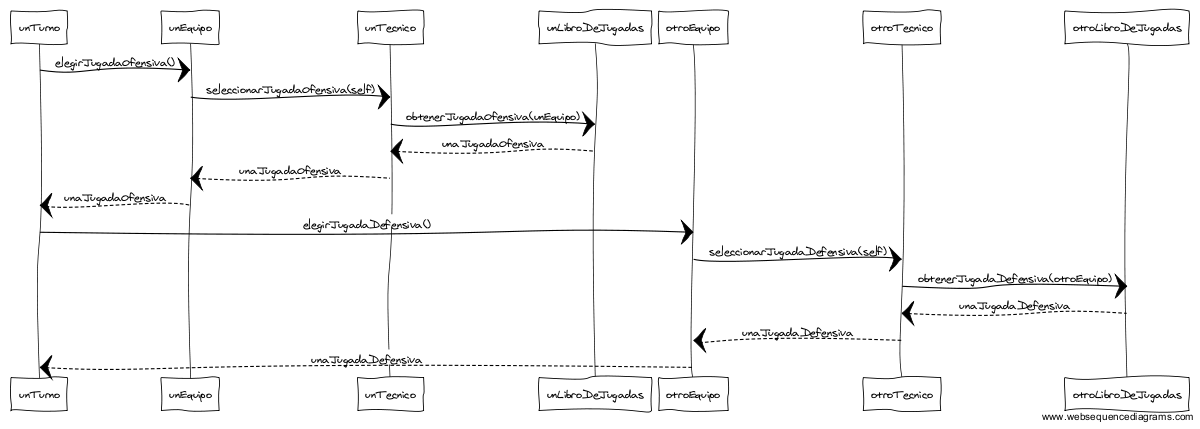 unTurno
unEquipo
unTecnico
unLibroDeJugadas
otroEquipo
otroTecnico
otroLibroDeJugadas
elegirJugadaOfensiva()
seleccionarJugadaOfensiva(self)
obtenerJugadaOfensiva(unEquipo)
unaJugadaOfensiva
unaJugadaOfensiva
unaJugadaOfensiva
elegirJugadaDefensiva()
seleccionarJugadaDefensiva(self)
obtenerJugadaDefensiva(otroEquipo)
unaJugadaDefensiva
unaJugadaDefensiva
unaJugadaDefensiva
unTurno
unEquipo
unTecnico
unLibroDeJugadas
otroEquipo
otroTecnico
otroLibroDeJugadas
www.websequencediagrams.com